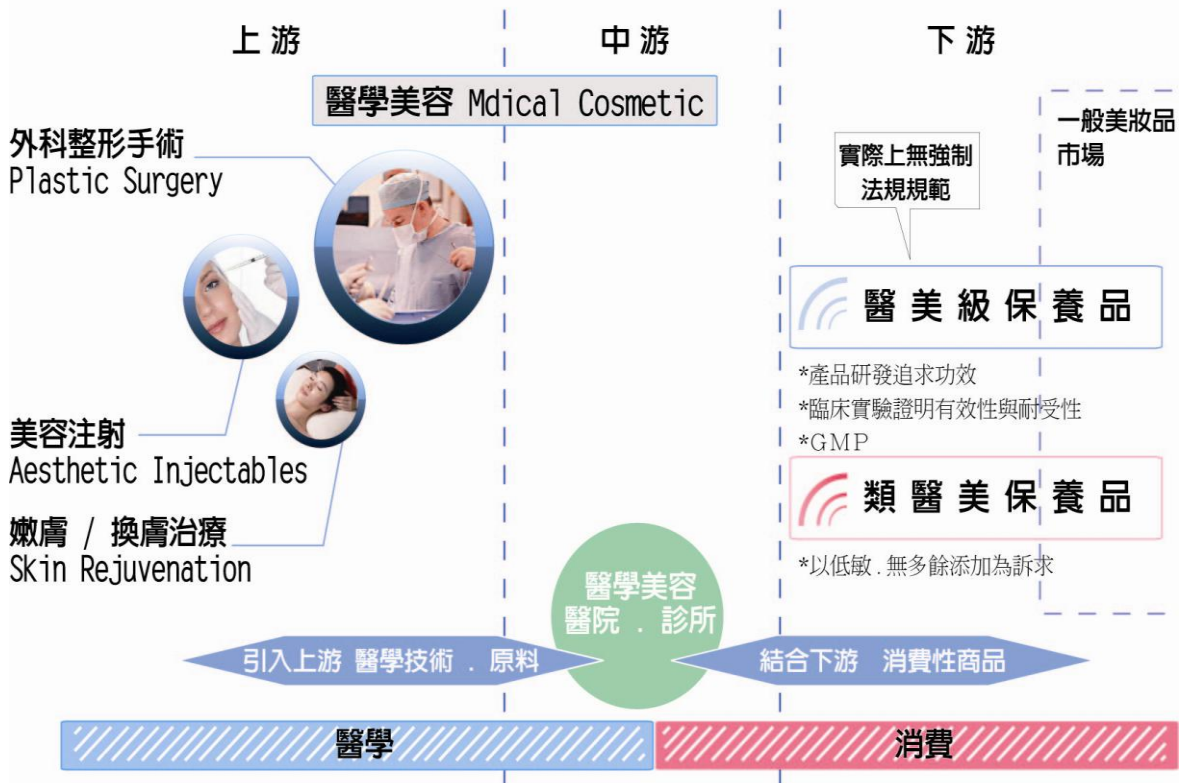 上游
中游
下游
醫學美容 Mdical Cosmetic
外科整形手術
Plastic Surgery
美容注射
Aesthetic Injectables
嫩膚 / 換膚治療
Skin Rejuvenation
一般美妝品
市場
實際上無強制
法規規範
醫美級保養品
*產品研發追求功效
*臨床實驗證明有效性與耐受性
*GMP
類醫美保養品
*以低敏.無多餘添加為訴求
醫學美容
醫院 . 診所
引入上游 醫學技術 . 原料
結合下游 消費性商品
醫學
消費